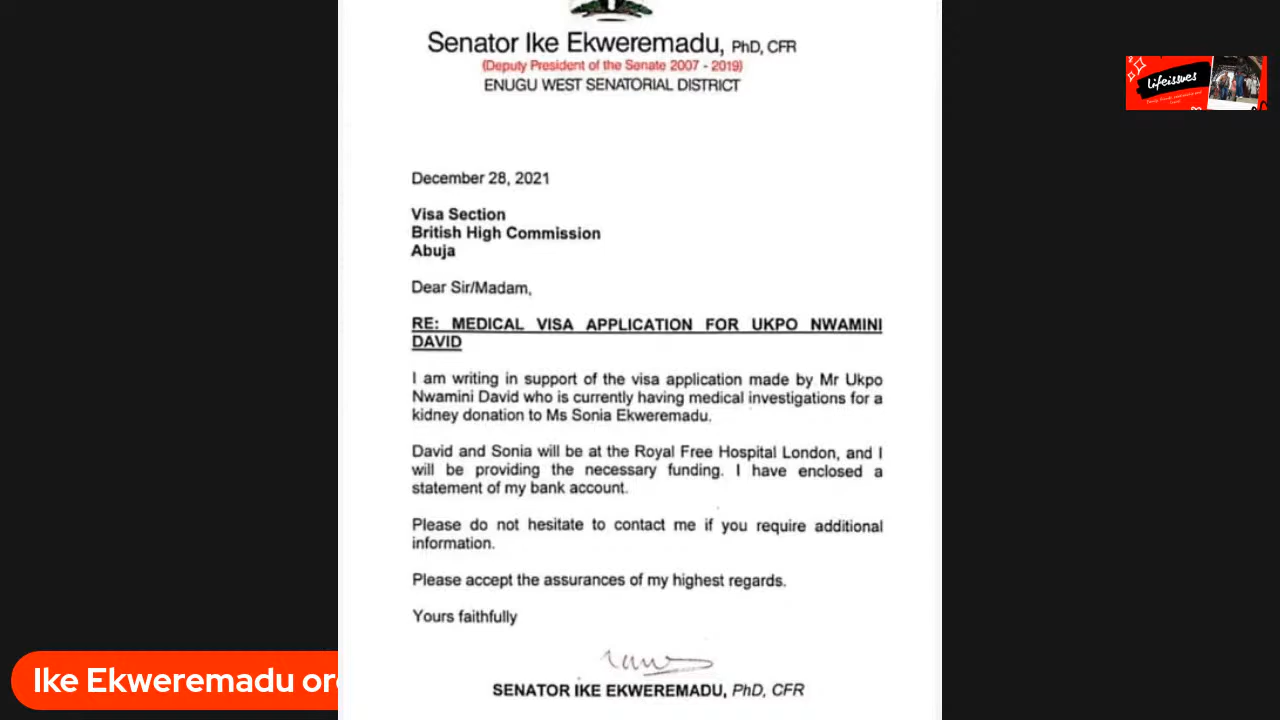 Senator Ike Ekweremadu, PhD, CFR
(Deputy President of the Senate 2007 - 2019)
ENUGU WEST SENATORIAL DISTRICT
lifeissues
December 28, 2021
Visa Section
British High Commission
Abuja
Dear Sir/Madam,
RE: MEDICAL VISA APPLICATION FOR UKPO NWAMINI
DAVID
I am writing in support of the visa application made by Mr Ukpo
Nwamini David who is currently having medical investigations for a
kidney donation to Ms Sonia Ekweremadu.
David and Sonia will be at the Royal Free Hospital London, and I
will be providing the necessary funding. I have enclosed a
statement of my bank account.
Please do not hesitate to contact me if you require additional
information.
Please accept the assurances of my highest regards.
Yours faithfully
SENATOR IKE EKWEREMADU, PhD, CFR
Ike Ekweremadu